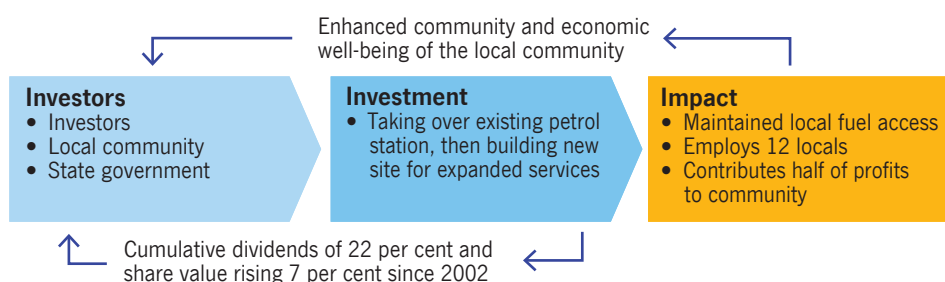 Enhanced community and economic
well-being of the local community
Investors
• Investors
• Local community
• State government
Investment
• Taking over existing petrol
station, then building new
site for expanded services
Impact
• Maintained local fuel access
• Employs 12 locals
• Contributes half of profits
to community
Cumulative dividends of 22 per cent and
share value rising 7 per cent since 2002